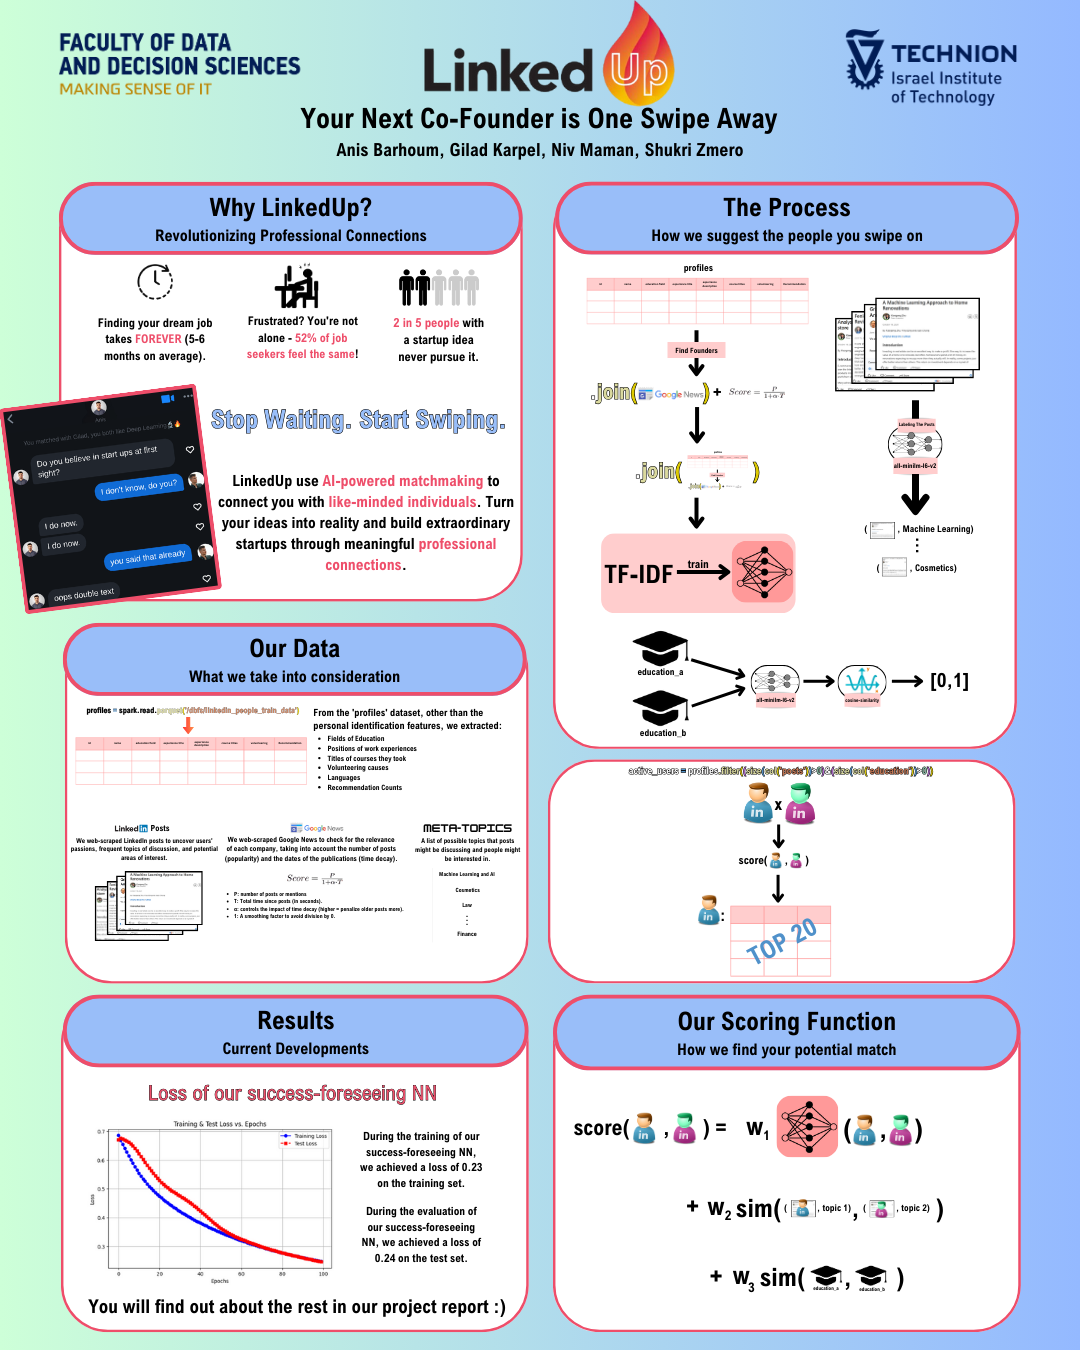 FACULTY OF DATA
AND DECISION SCIENCES
MAKING SENSE OF IT
Linked Up
TECHNION
Israel Institute
of Technology
Your Next Co-Founder is One Swipe Away
Anis Barhoum, Gilad Karpel, Niv Maman, Shukri Zmero
Why LinkedUp?
Revolutionizing Professional Connections
Finding your dream job
takes FOREVER (5-6
months on average).
Frustrated? You're not
alone - 52% of job
seekers feel the same!
2 in 5 people with
a startup idea
never pursue it.
Anis
You matched with Gilad, you both like Deep Learning
Do you believe in start ups at first
sight?
I don't know, do you?
I do now.
I do now.
you said that already
oops double text
Stop Waiting. Start Swiping.
LinkedUp use AI-powered matchmaking to
connect you with like-minded individuals. Turn
your ideas into reality and build extraordinary
startups through meaningful professional
connections.
Our Data
What we take into consideration
profiles = spark.read.parquet("/dbfs/linkedin_people_train_data")
From the 'profiles' dataset, other than the
personal identification features, we extracted:
Fields of Education
Positions of work experiences
Titles of courses they took
Volunteering causes
Languages
Recommendation Counts
LinkedIn Posts
We web-scraped LinkedIn posts to uncover users'
passions, frequent topics of discussion, and potential
areas of interest.
A Machine Learning Approach to Home
Renovations
Google News
We web-scraped Google News to check for the relevance
of each company, taking into account the number of posts
(popularity) and the dates of the publications (time decay).
Score = P / 1+α·T
P: number of posts or mentions
T: Total time since posts (in seconds).
α: controls the impact of time decay (higher = penalize older posts more).
1: A smoothing factor to avoid division by 0.
META-TOPICS
A list of possible topics that posts
might be discussing and people might
be interested in.
Machine Learning and AI
Cosmetics
Law
Finance
Results
Current Developments
Loss of our success-foreseeing NN
Training & Test Loss vs. Epochs
Training Loss
Test Loss
0.7
0.6
0.5
0.4
0.3
Loss
0 20 40 60 80 100
Epochs
During the training of our
success-foreseeing NN,
we achieved a loss of 0.23
on the training set.
During the evaluation of
our success-foreseeing
NN, we achieved a loss of
0.24 on the test set.
You will find out about the rest in our project report :)
The Process
How we suggest the people you swipe on
profiles
Find Founders
.join( Google News ) + Score = P / 1+α·T
.join( )
TF-IDF train
A Machine Learning Approach to Home
Renovations
Introduction
Labeling The Posts
all-minilm-l6-v2
( , Machine Learning)
( , Cosmetics)
education_a
education_b
all-minilm-l6-v2
cosine-similarity
[0,1]
active_users = profiles.filter((size(col("posts"))>0)&(size(col("education"))>0))
x
score( , )
:
TOP 20
Our Scoring Function
How we find your potential match
score( , ) = w1 ( , )
+ w2 sim( ( , topic 1) , ( , topic 2) )
+ w3 sim( education_a , education_b )